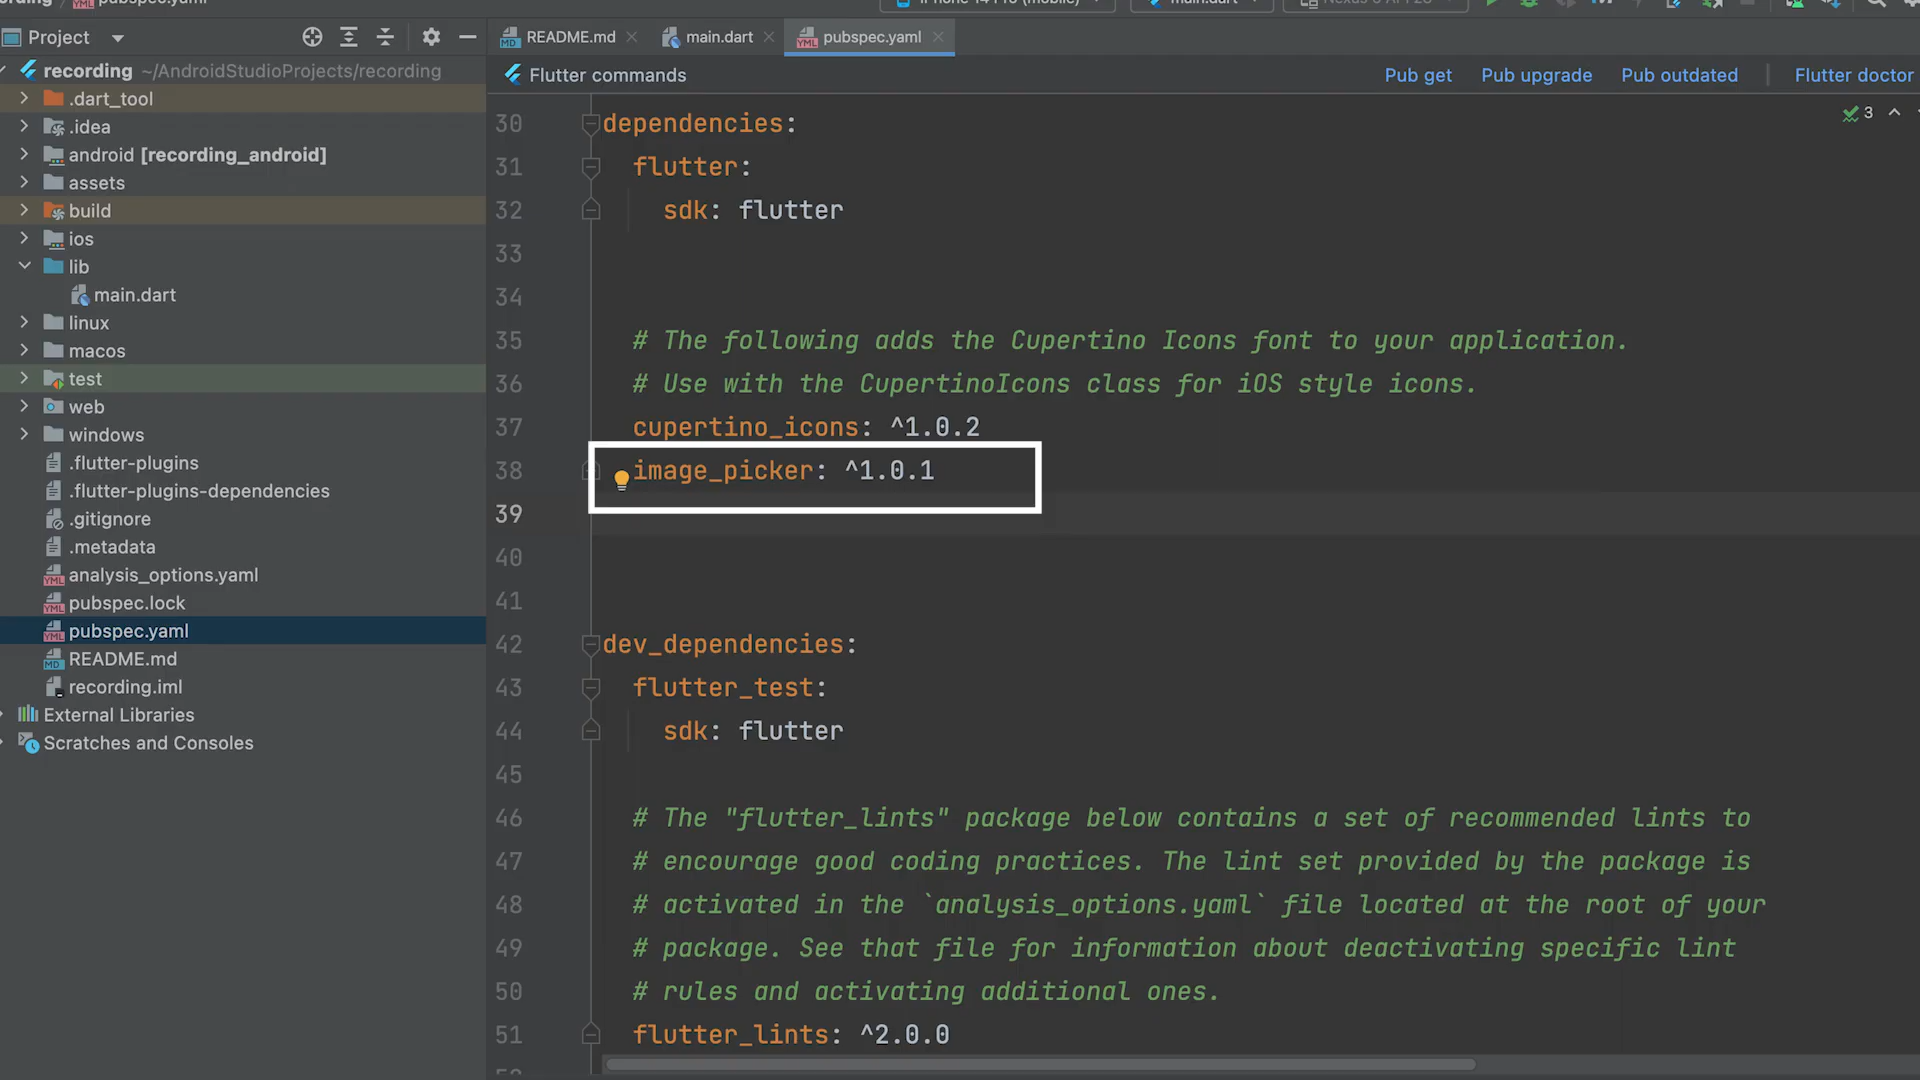 pubspec.yaml
Project
README.md
main.dart
pubspec.yaml
recording ~/AndroidStudioProjects/recording
Flutter commands
Pub get
Pub upgrade
Pub outdated
Flutter doctor
.dart_tool
.idea
android [recording_android]
assets
build
ios
lib
main.dart
linux
macos
test
web
windows
.flutter-plugins
.flutter-plugins-dependencies
.gitignore
.metadata
analysis_options.yaml
pubspec.lock
pubspec.yaml
README.md
recording.iml
External Libraries
Scratches and Consoles
3
30 dependencies:
31 flutter:
32 sdk: flutter
33
34
35 # The following adds the Cupertino Icons font to your application.
36 # Use with the CupertinoIcons class for iOS style icons.
37 cupertino_icons: ^1.0.2
38 image_picker: ^1.0.1
39
40
41
42 dev_dependencies:
43 flutter_test:
44 sdk: flutter
45
46 # The "flutter_lints" package below contains a set of recommended lints to
47 # encourage good coding practices. The lint set provided by the package is
48 # activated in the `analysis_options.yaml` file located at the root of your
49 # package. See that file for information about deactivating specific lint
50 # rules and activating additional ones.
51 flutter_lints: ^2.0.0